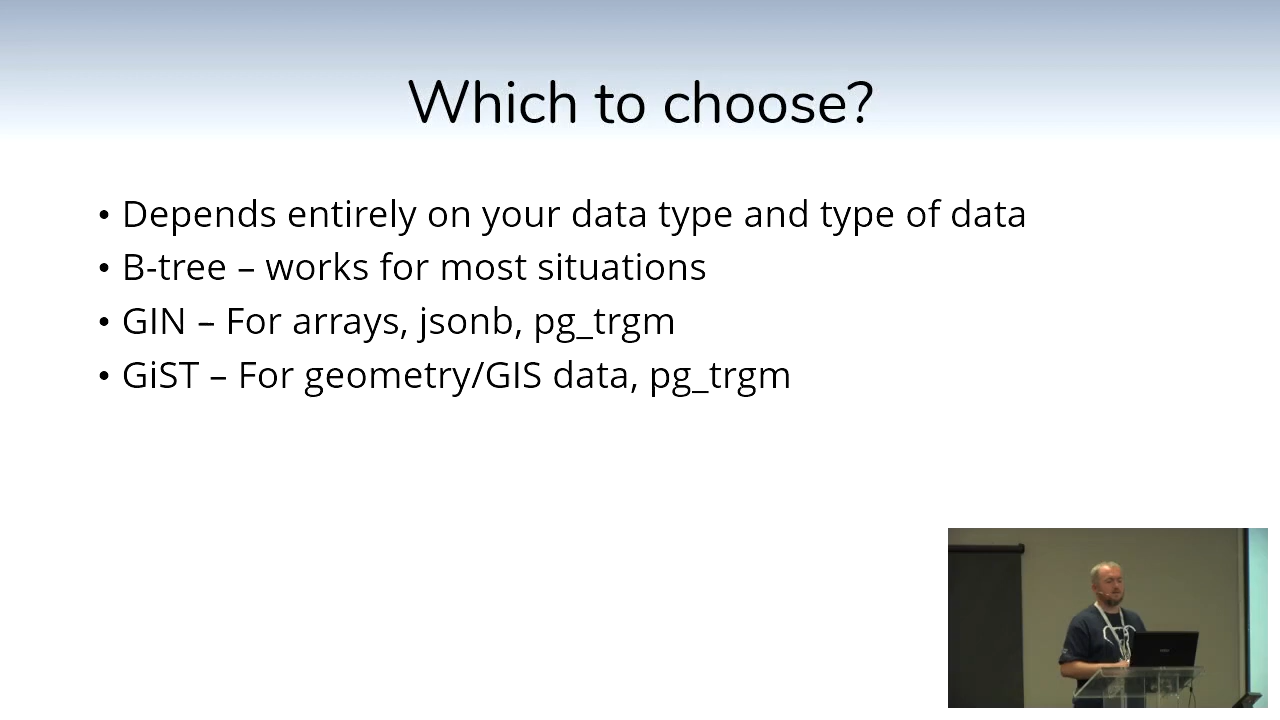 Which to choose?
• Depends entirely on your data type and type of data
• B-tree – works for most situations
• GIN – For arrays, jsonb, pg_trgm
• GiST – For geometry/GIS data, pg_trgm